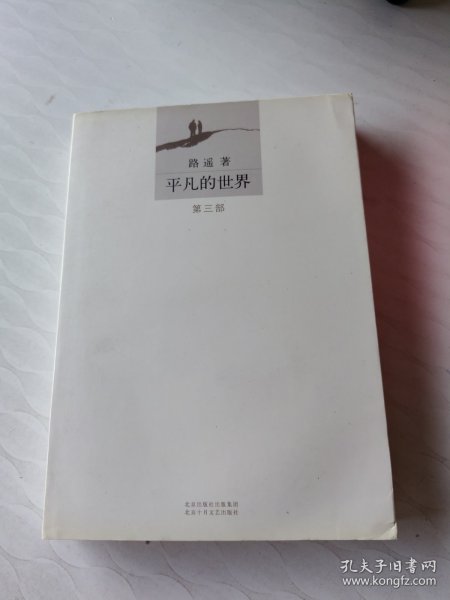 路遥著
平凡的世界
第三部
北京出版社出版集团
北京十月文艺出版社
孔夫子旧书网
www.kongfz.com